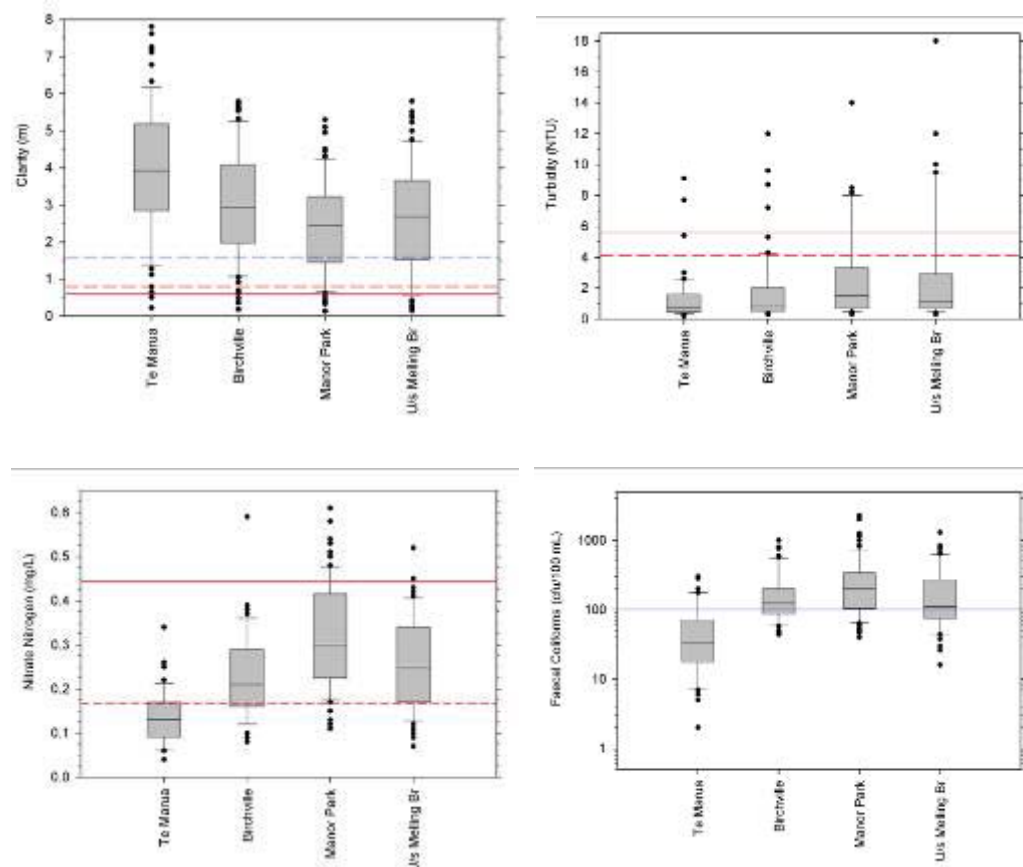 8
7
6
5
4
3
2
1
0
Clarity (m)
Te Marua
Birchville
Manor Park
U/s Melling Br
18
16
14
12
10
8
6
4
2
0
Turbidity (NTU)
Te Marua
Birchville
Manor Park
U/s Melling Br
0.6
0.5
0.4
0.3
0.2
0.1
0.0
Nitrate Nitrogen (mg/L)
Te Marua
Birchville
Manor Park
U/s Melling Br
1000
100
10
1
Faecal Coliforms (cfu/100 mL)
Te Marua
Birchville
Manor Park
U/s Melling Br